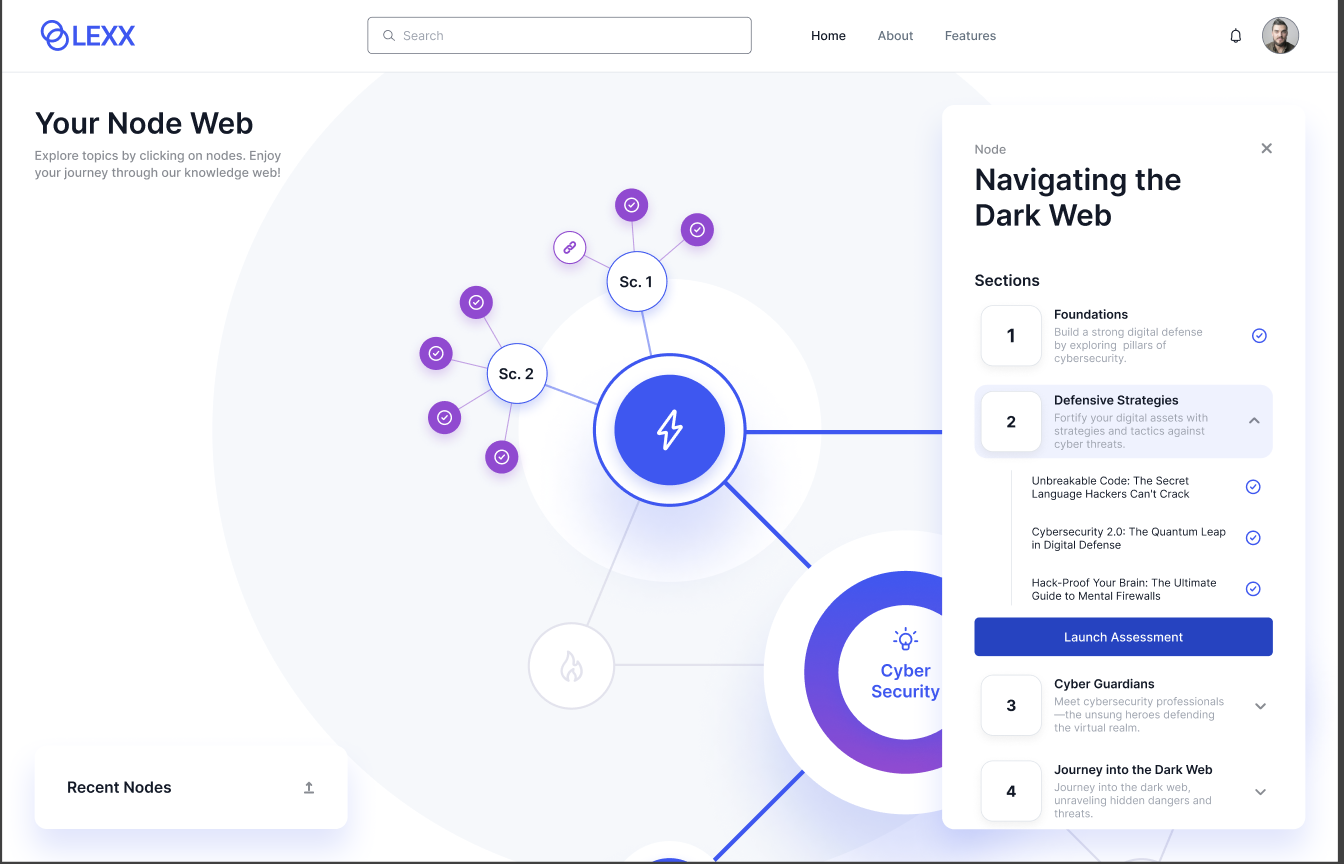 LEXX
Search
Home
About
Features
Your Node Web
Explore topics by clicking on nodes. Enjoy
your journey through our knowledge web!
Sc. 1
Sc. 2
Cyber
Security
Recent Nodes
Node
Navigating the
Dark Web
Sections
1
Foundations
Build a strong digital defense
by exploring  pillars of
cybersecurity.
2
Defensive Strategies
Fortify your digital assets with
strategies and tactics against
cyber threats.
Unbreakable Code: The Secret
Language Hackers Can't Crack
Cybersecurity 2.0: The Quantum Leap
in Digital Defense
Hack-Proof Your Brain: The Ultimate
Guide to Mental Firewalls
Launch Assessment
3
Cyber Guardians
Meet cybersecurity professionals
—the unsung heroes defending
the virtual realm.
4
Journey into the Dark Web
Journey into the dark web,
unraveling hidden dangers and
threats.